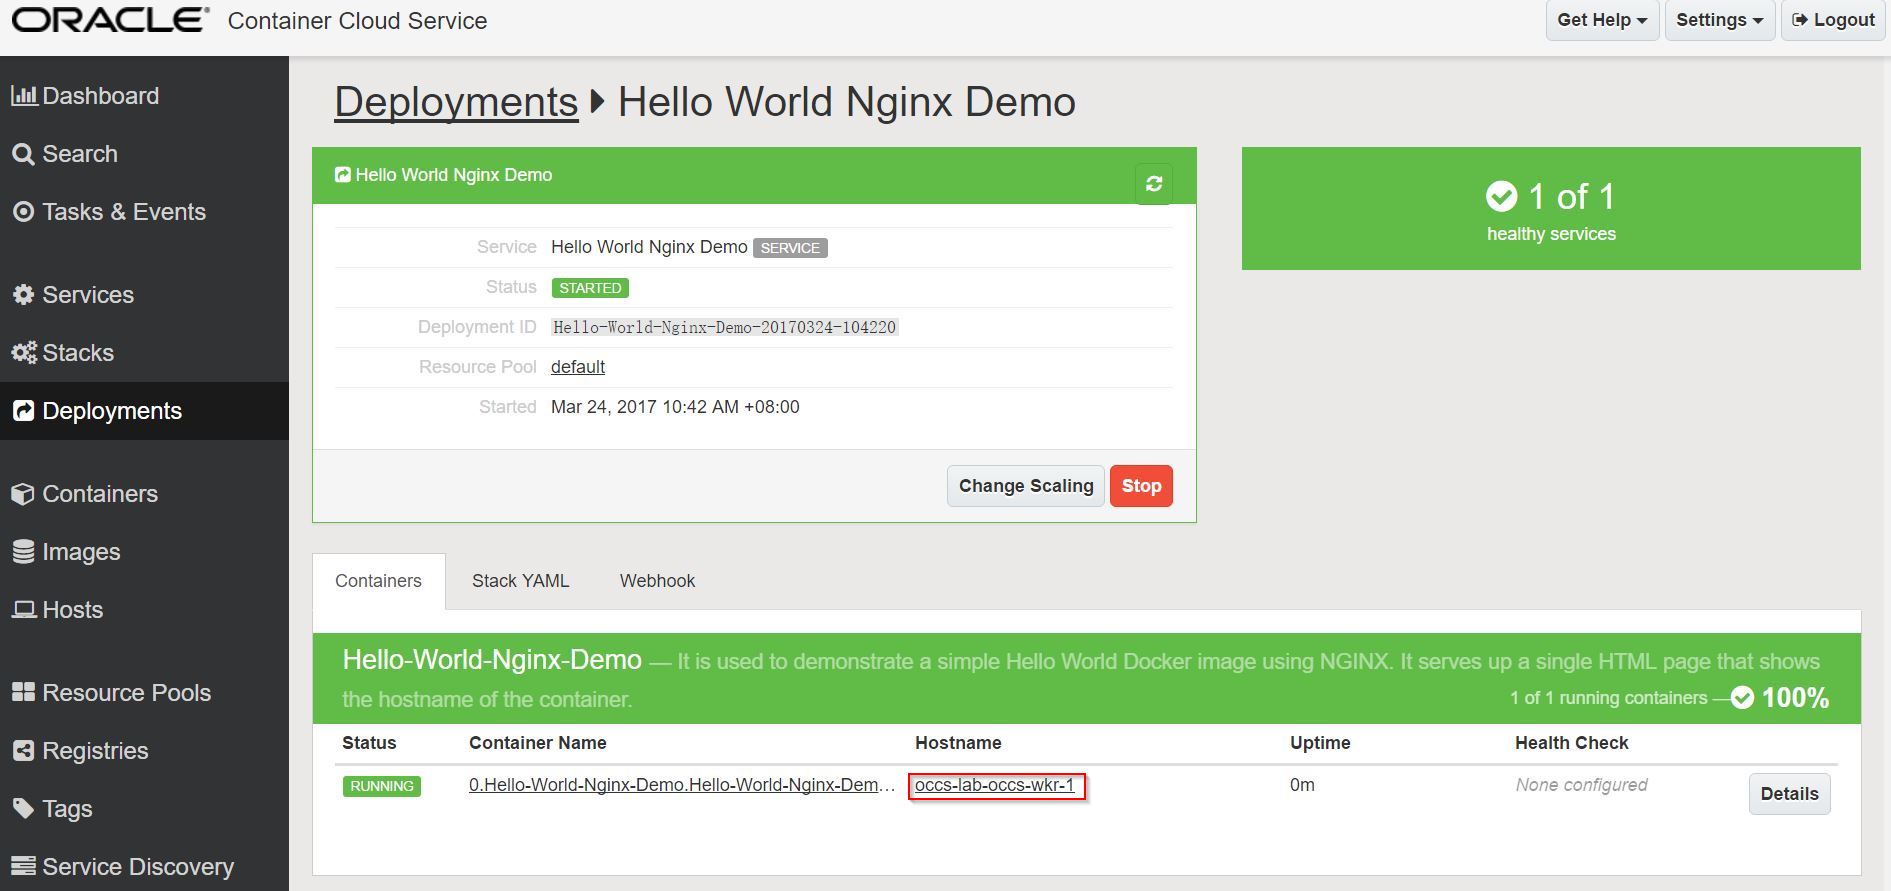 ORACLE® Container Cloud Service
Get Help
Settings
Logout
Dashboard
Search
Tasks & Events
Services
Stacks
Deployments
Containers
Images
Hosts
Resource Pools
Registries
Tags
Service Discovery
Deployments Hello World Nginx Demo
Hello World Nginx Demo
Service Hello World Nginx Demo SERVICE
Status STARTED
Deployment ID Hello-World-Nginx-Demo-20170324-104220
Resource Pool default
Started Mar 24, 2017 10:42 AM +08:00
Change Scaling Stop
1 of 1
healthy services
Containers Stack YAML Webhook
Hello-World-Nginx-Demo — It is used to demonstrate a simple Hello World Docker image using NGINX. It serves up a single HTML page that shows
the hostname of the container.
1 of 1 running containers — 100%
Status Container Name Hostname Uptime Health Check
RUNNING 0.Hello-World-Nginx-Demo.Hello-World-Nginx-Dem... occs-lab-occs-wkr-1 0m None configured Details